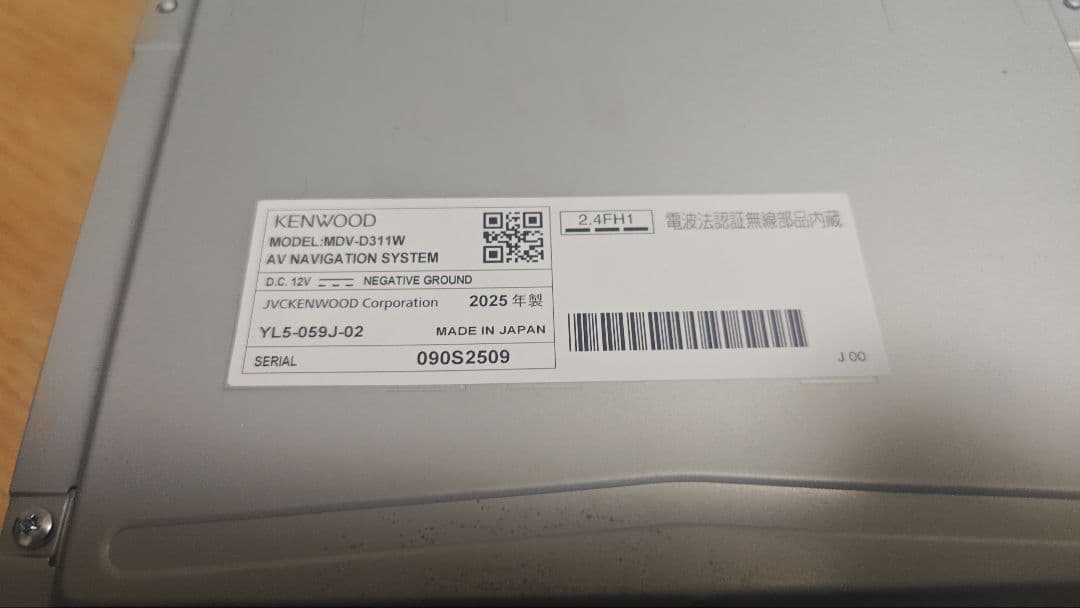 KENWOOD
MODEL:MDV-D311W
AV NAVIGATION SYSTEM
D.C. 12V NEGATIVE GROUND
JVCKENWOOD Corporation 2025 年製
YL5-059J-02 MADE IN JAPAN
SERIAL 090S2509
2.4FH1 電波法認証無線部品内蔵
J 00